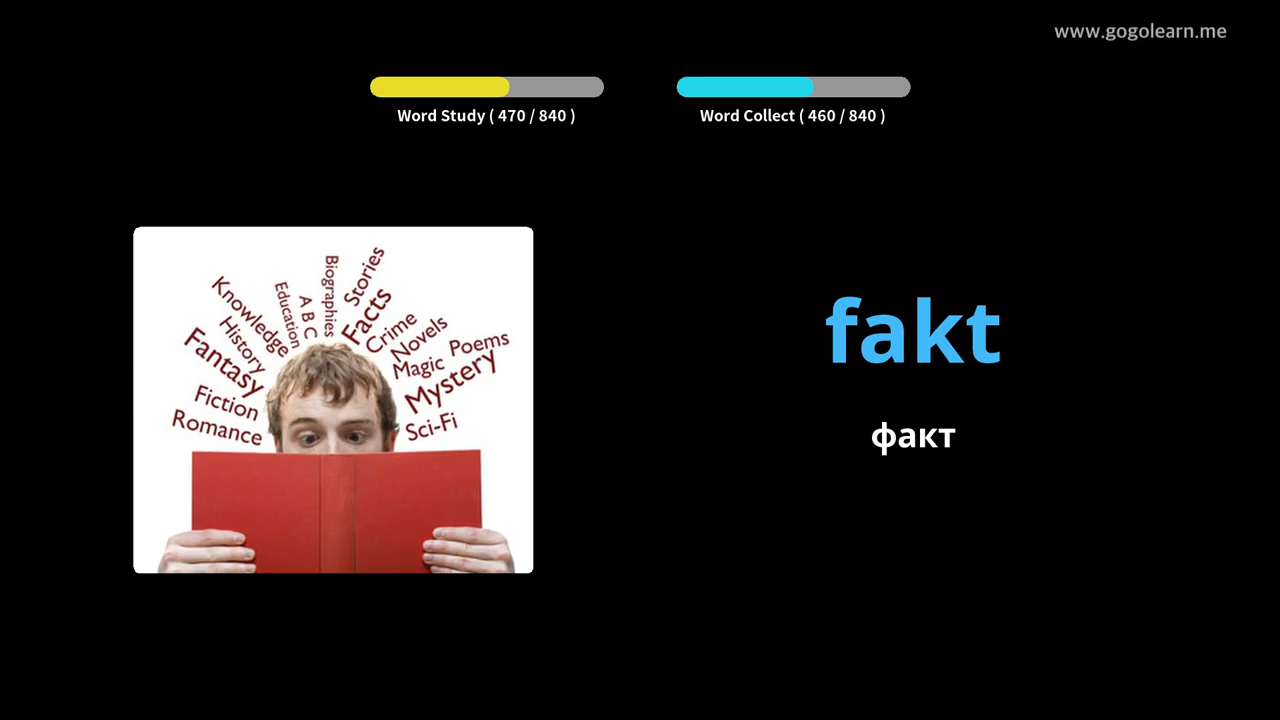 www.gogolearn.me
Word Study ( 470 / 840 )
Word Collect ( 460 / 840 )
Knowledge
History
Fantasy
Fiction
Romance
Education
A B C
Biographies
Stories
Facts
Crime
Novels
Magic
Poems
Mystery
Sci-Fi
fakt
факт